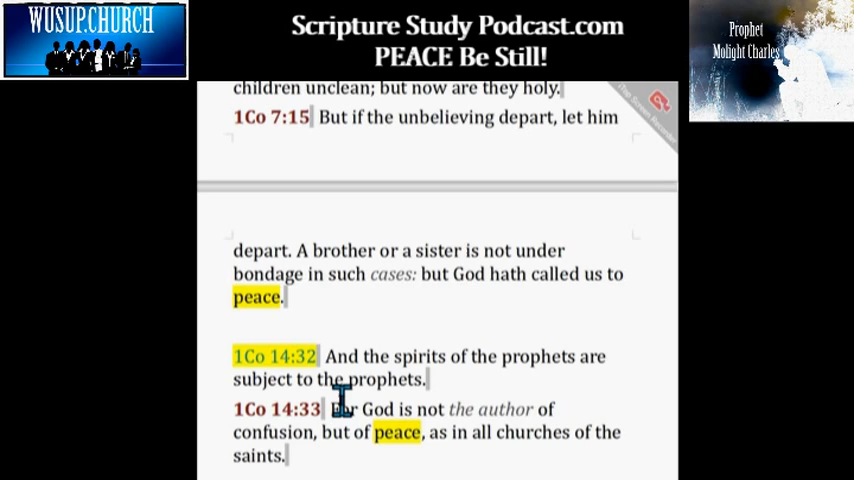 WUSUP.CHURCH
Scripture Study Podcast.com
PEACE Be Still!
Prophet
Molight Charles
children unclean; but now are they holy.
1Co 7:15 But if the unbelieving depart, let him
iTop Screen Recorder
depart. A brother or a sister is not under
bondage in such cases: but God hath called us to
peace.
1Co 14:32 And the spirits of the prophets are
subject to the prophets.
1Co 14:33 For God is not the author of
confusion, but of peace, as in all churches of the
saints.